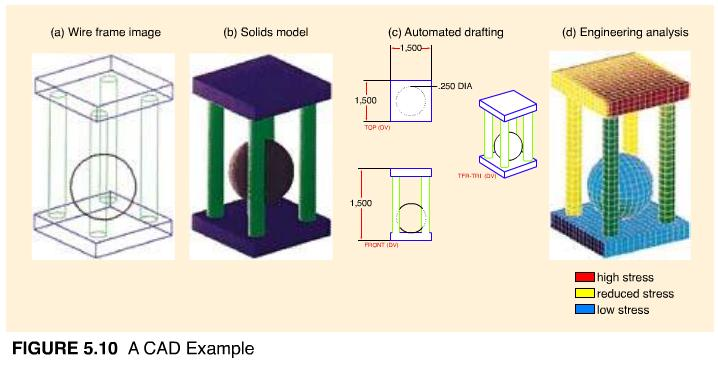 (a) Wire frame image
(b) Solids model
(c) Automated drafting
(d) Engineering analysis
1,500
.250 DIA
1,500
TOP (DV)
TFR-TRI (DV)
1,500
FRONT (DV)
high stress
reduced stress
low stress
FIGURE 5.10 A CAD Example